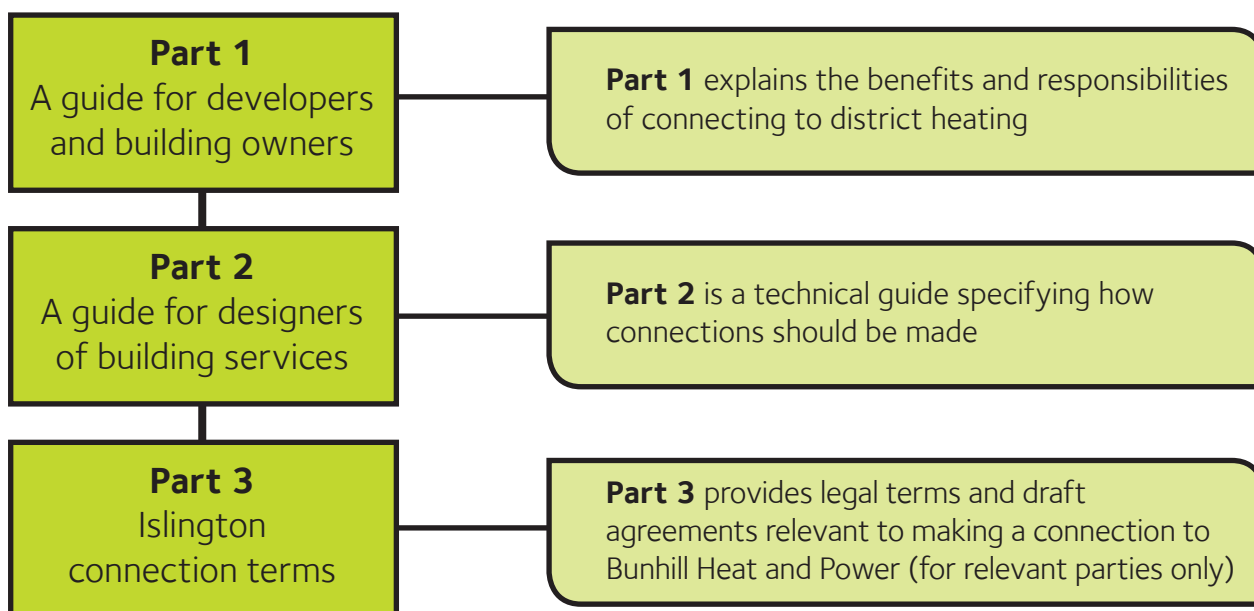 Part 1
A guide for developers
and building owners
Part 1 explains the benefits and responsibilities
of connecting to district heating
Part 2
A guide for designers
of building services
Part 2 is a technical guide specifying how
connections should be made
Part 3
Islington
connection terms
Part 3 provides legal terms and draft
agreements relevant to making a connection to
Bunhill Heat and Power (for relevant parties only)